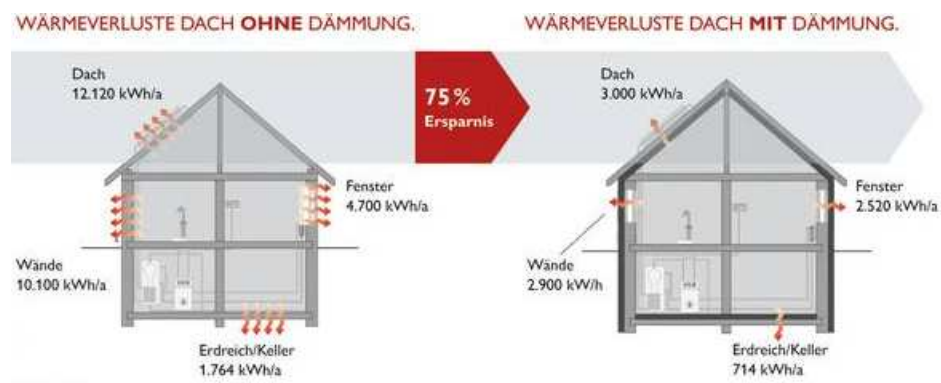 WÄRMEVERLUSTE DACH OHNE DÄMMUNG.
Dach
12.120 kWh/a
Fenster
4.700 kWh/a
Wände
10.100 kWh/a
Erdreich/Keller
1.764 kWh/a
75 %
Ersparnis
WÄRMEVERLUSTE DACH MIT DÄMMUNG.
Dach
3.000 kWh/a
Fenster
2.520 kWh/a
Wände
2.900 kW/h
Erdreich/Keller
714 kWh/a